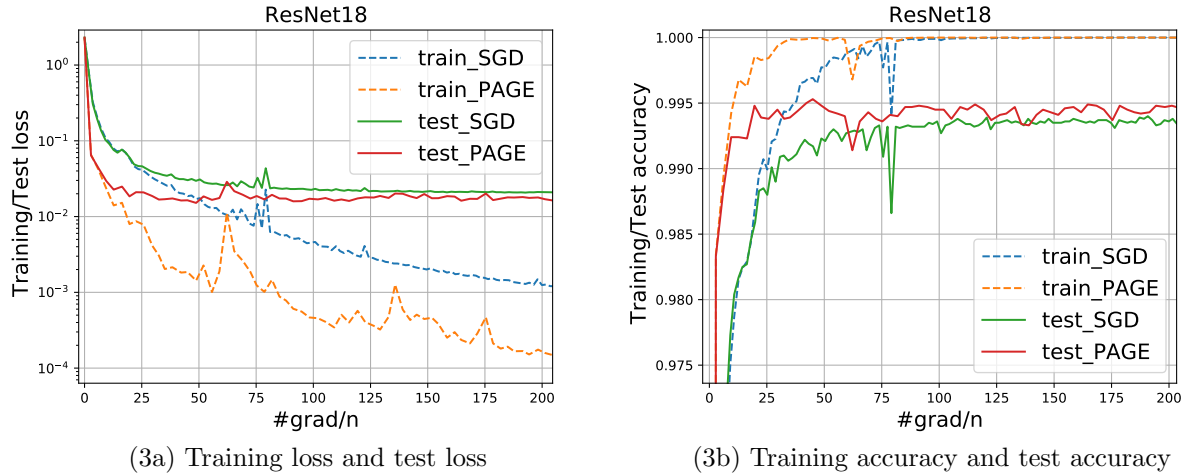 ResNet18
Training/Test loss
10⁰
10⁻¹
10⁻²
10⁻³
10⁻⁴
train_SGD
train_PAGE
test_SGD
test_PAGE
0 25 50 75 100 125 150 175 200
#grad/n
(3a) Training loss and test loss
ResNet18
Training/Test accuracy
1.000
0.995
0.990
0.985
0.980
0.975
train_SGD
train_PAGE
test_SGD
test_PAGE
0 25 50 75 100 125 150 175 200
#grad/n
(3b) Training accuracy and test accuracy